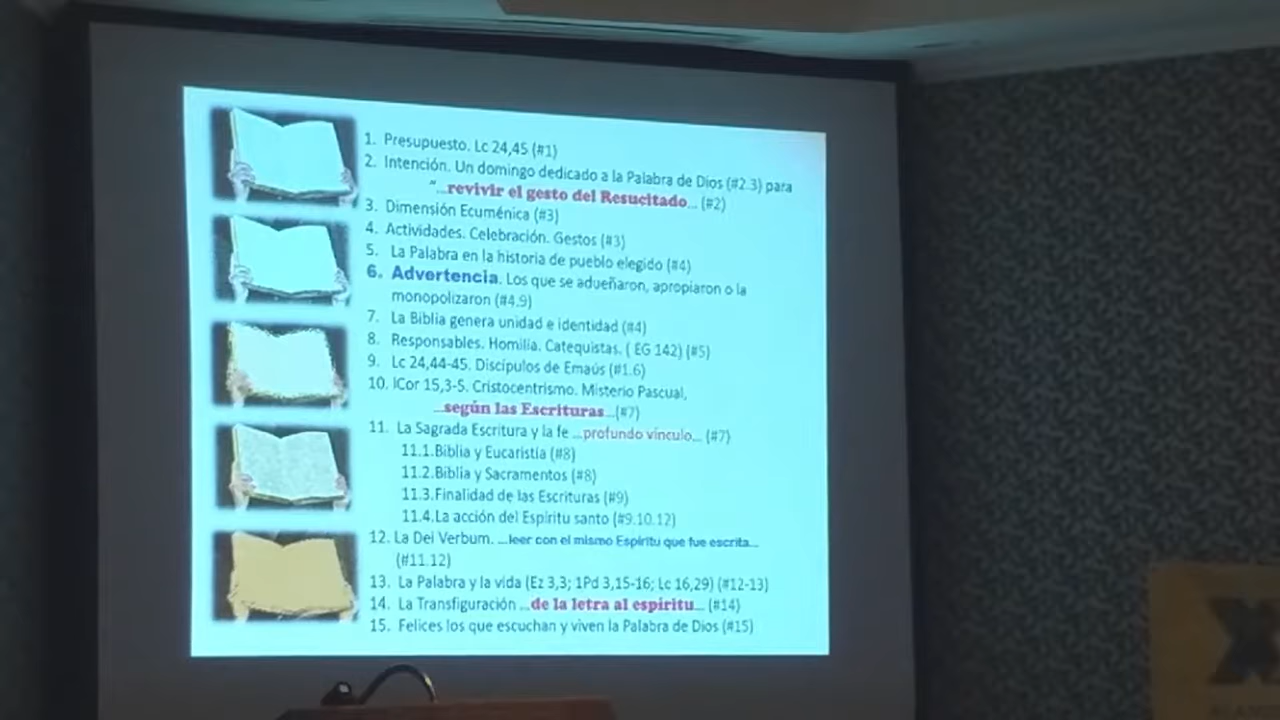 1. Presupuesto. Lc 24,45 (#1)
2. Intención. Un domingo dedicado a la Palabra de Dios (#2.3) para
“...revivir el gesto del Resucitado... (#2)
3. Dimensión Ecuménica (#3)
4. Actividades. Celebración. Gestos (#3)
5. La Palabra en la historia de pueblo elegido (#4)
6. Advertencia. Los que se adueñaron, apropiaron o la
monopolizaron (#4.9)
7. La Biblia genera unidad e identidad (#4)
8. Responsables. Homilía. Catequistas. ( EG 142) (#5)
9. Lc 24,44-45. Discípulos de Emaús (#1.6)
10. ICor 15,3-5. Cristocentrismo. Misterio Pascual,
...según las Escrituras...(#7)
11. La Sagrada Escritura y la fe ...profundo vínculo... (#7)
11.1.Biblia y Eucaristía (#8)
11.2.Biblia y Sacramentos (#8)
11.3.Finalidad de las Escrituras (#9)
11.4.La acción del Espíritu santo (#9.10.12)
12. La Dei Verbum. ...leer con el mismo Espíritu que fue escrita...
(#11.12)
13. La Palabra y la vida (Ez 3,3; 1Pd 3,15-16; Lc 16,29) (#12-13)
14. La Transfiguración ...de la letra al espíritu... (#14)
15. Felices los que escuchan y viven la Palabra de Dios (#15)